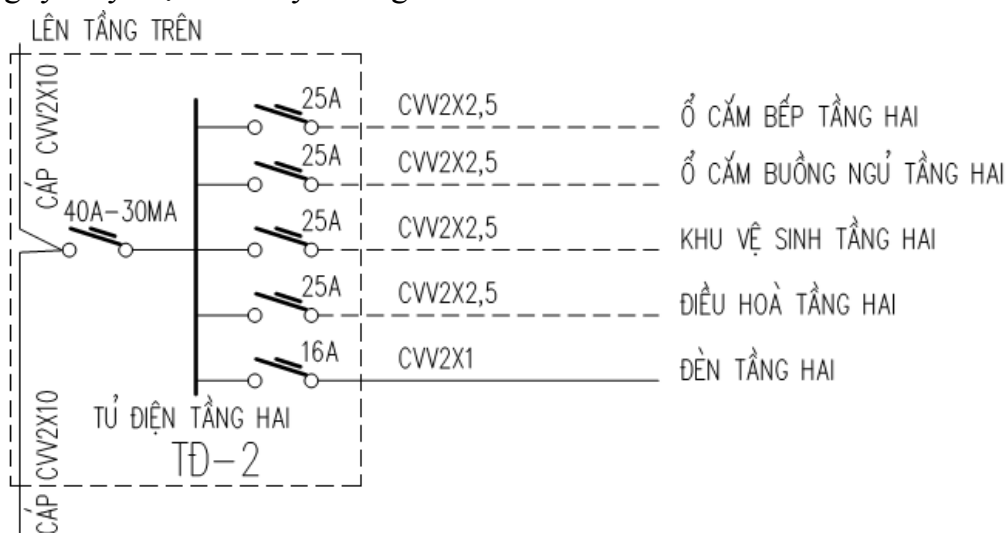 LÊN TẦNG TRÊN
CÁP CVV2X10
40A-30MA
25A CVV2X2,5 Ổ CẮM BẾP TẦNG HAI
25A CVV2X2,5 Ổ CẮM BUỒNG NGỦ TẦNG HAI
25A CVV2X2,5 KHU VỆ SINH TẦNG HAI
25A CVV2X2,5 ĐIỀU HOÀ TẦNG HAI
16A CVV2X1 ĐÈN TẦNG HAI
TỦ ĐIỆN TẦNG HAI
TĐ-2
CÁP CVV2X10